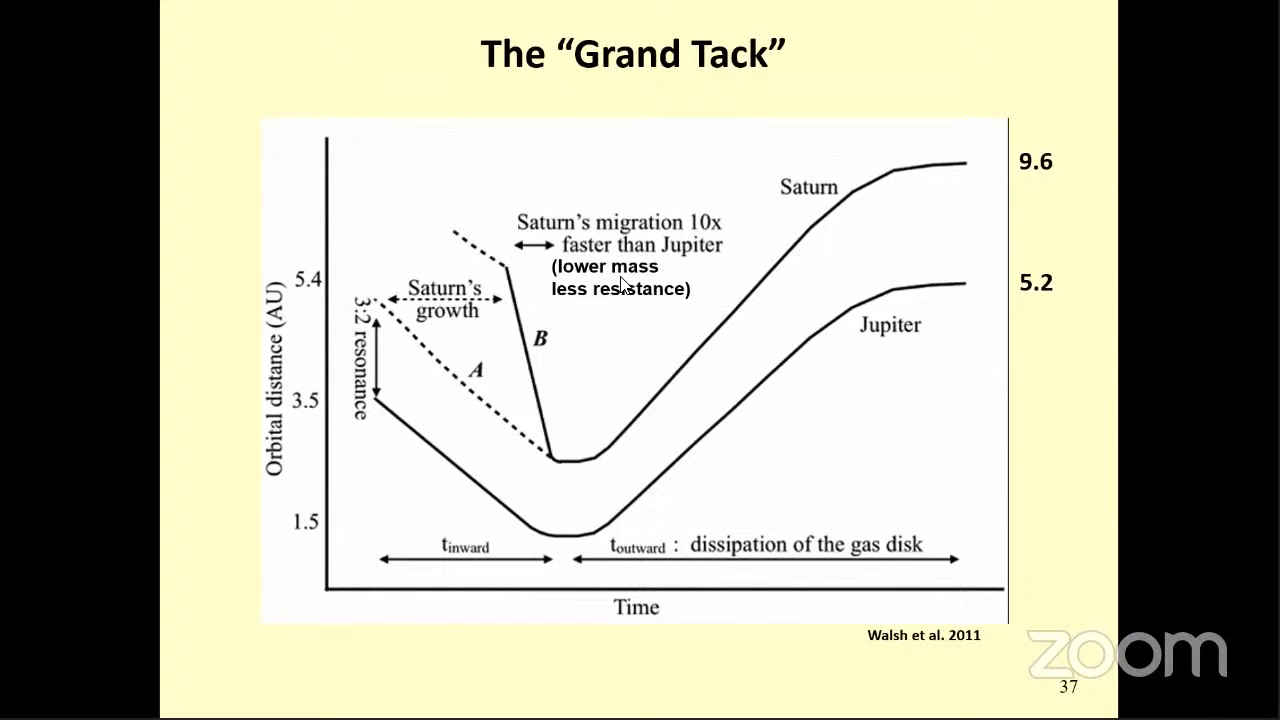 The “Grand Tack”
9.6
Saturn
Saturn’s migration 10x
faster than Jupiter
(lower mass
less resistance)
5.4
5.2
Saturn’s
growth
3:2 resonance
Jupiter
B
A
Orbital distance (AU)
3.5
1.5
tinward
toutward : dissipation of the gas disk
Time
Walsh et al. 2011
zoom
37